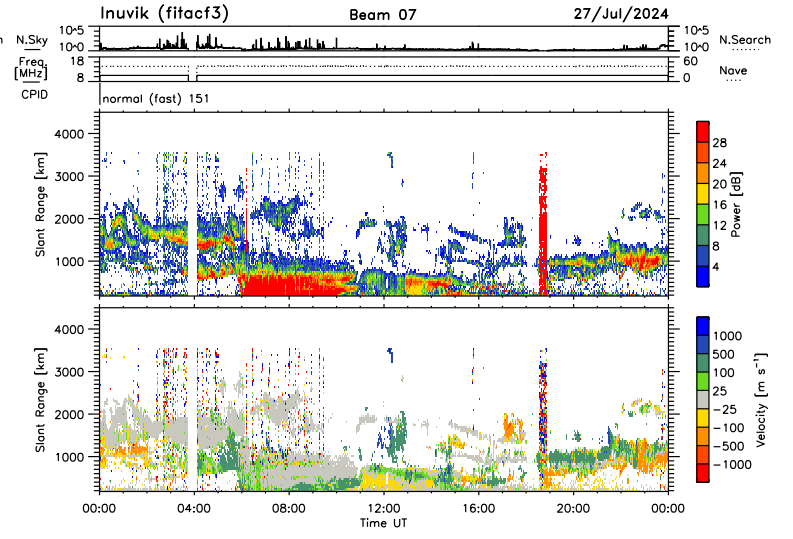 Inuvik (fitacf3) Beam 07 27/Jul/2024
N.Sky 10^5 10^0 10^5 10^0 N.Search
Freq. [MHz] 18 8 60 0 Nave
CPID normal (fast) 151
Slant Range [km] 4000 3000 2000 1000
28 24 20 16 12 8 4 Power [dB]
Slant Range [km] 4000 3000 2000 1000
1000 500 100 25 -25 -100 -500 -1000 Velocity [m s⁻¹]
00:00 04:00 08:00 12:00 16:00 20:00 00:00
Time UT